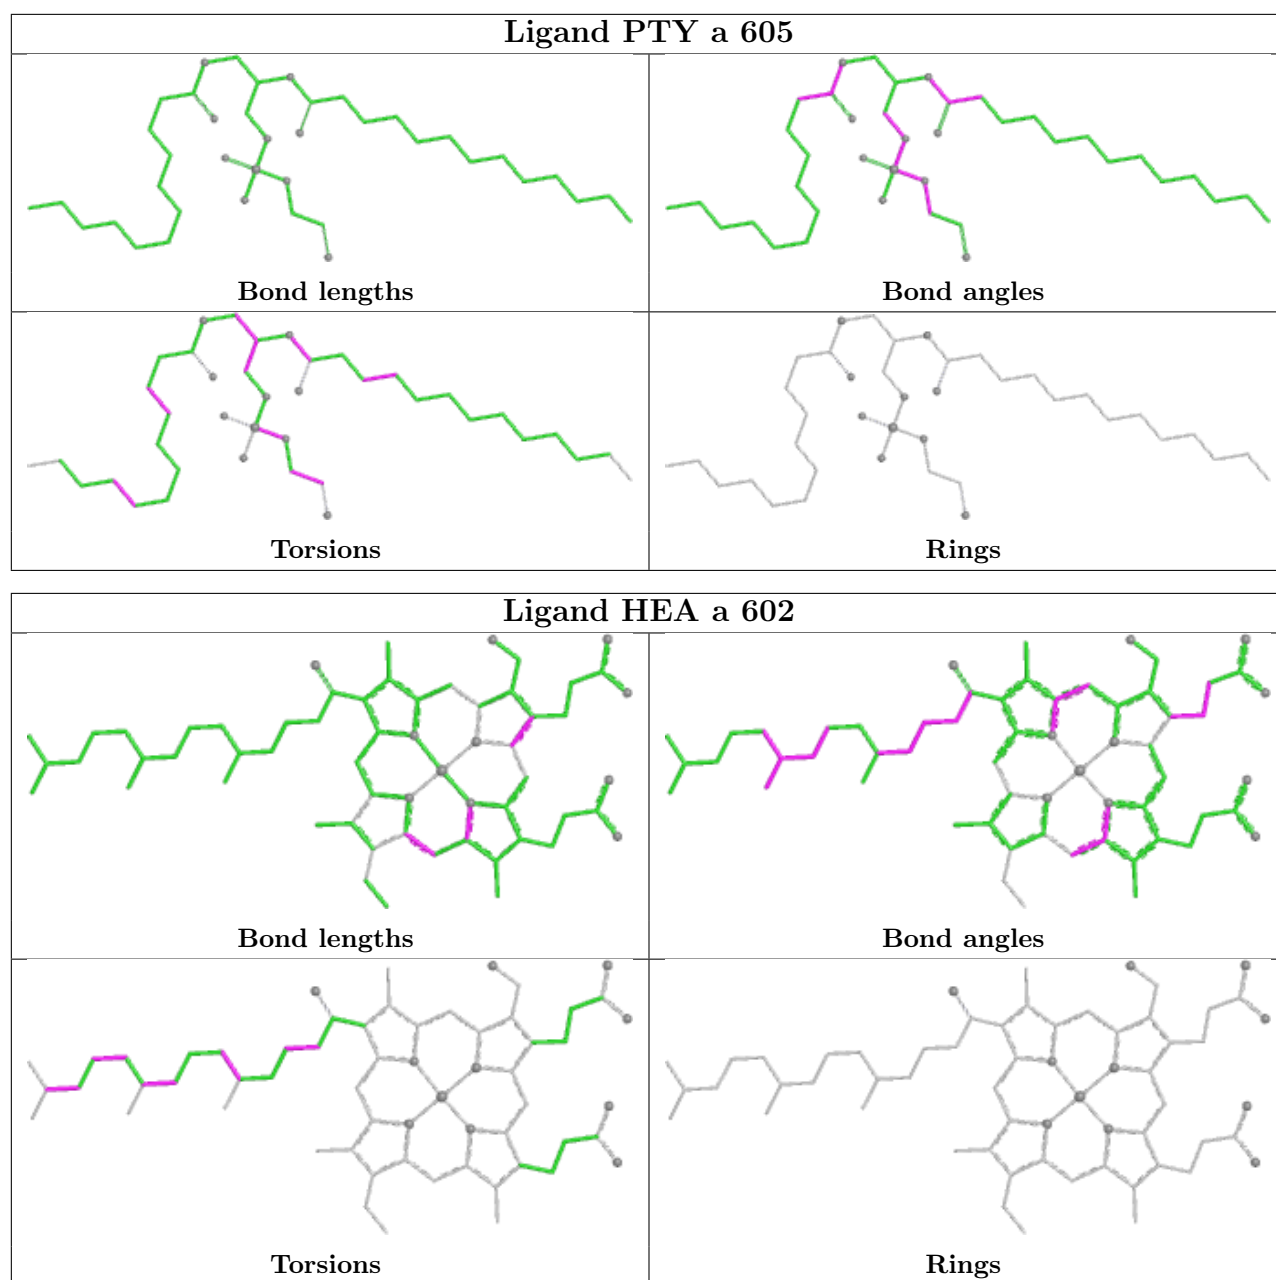 Ligand PTY a 605
Bond lengths
Bond angles
Torsions
Rings
Ligand HEA a 602
Bond lengths
Bond angles
Torsions
Rings